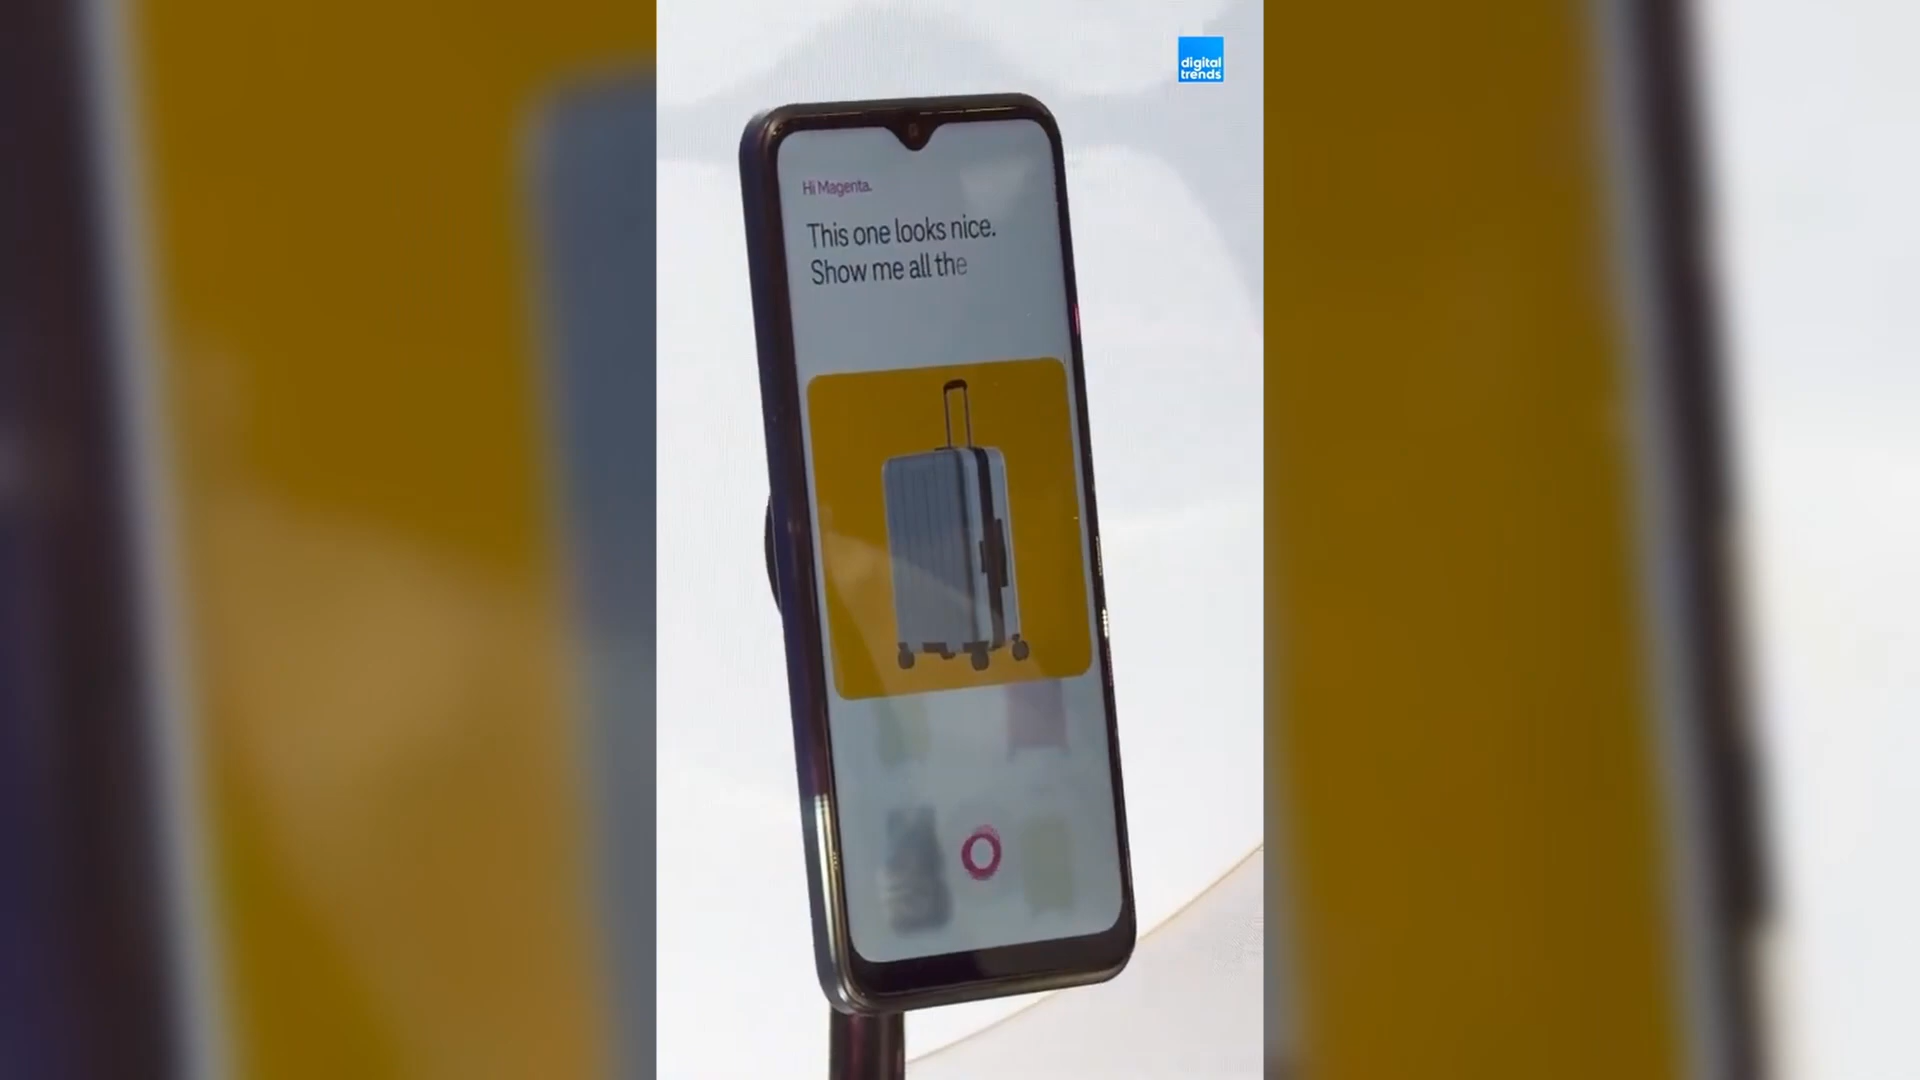 digital
trends
Hi Magenta.
This one looks nice.
Show me all the